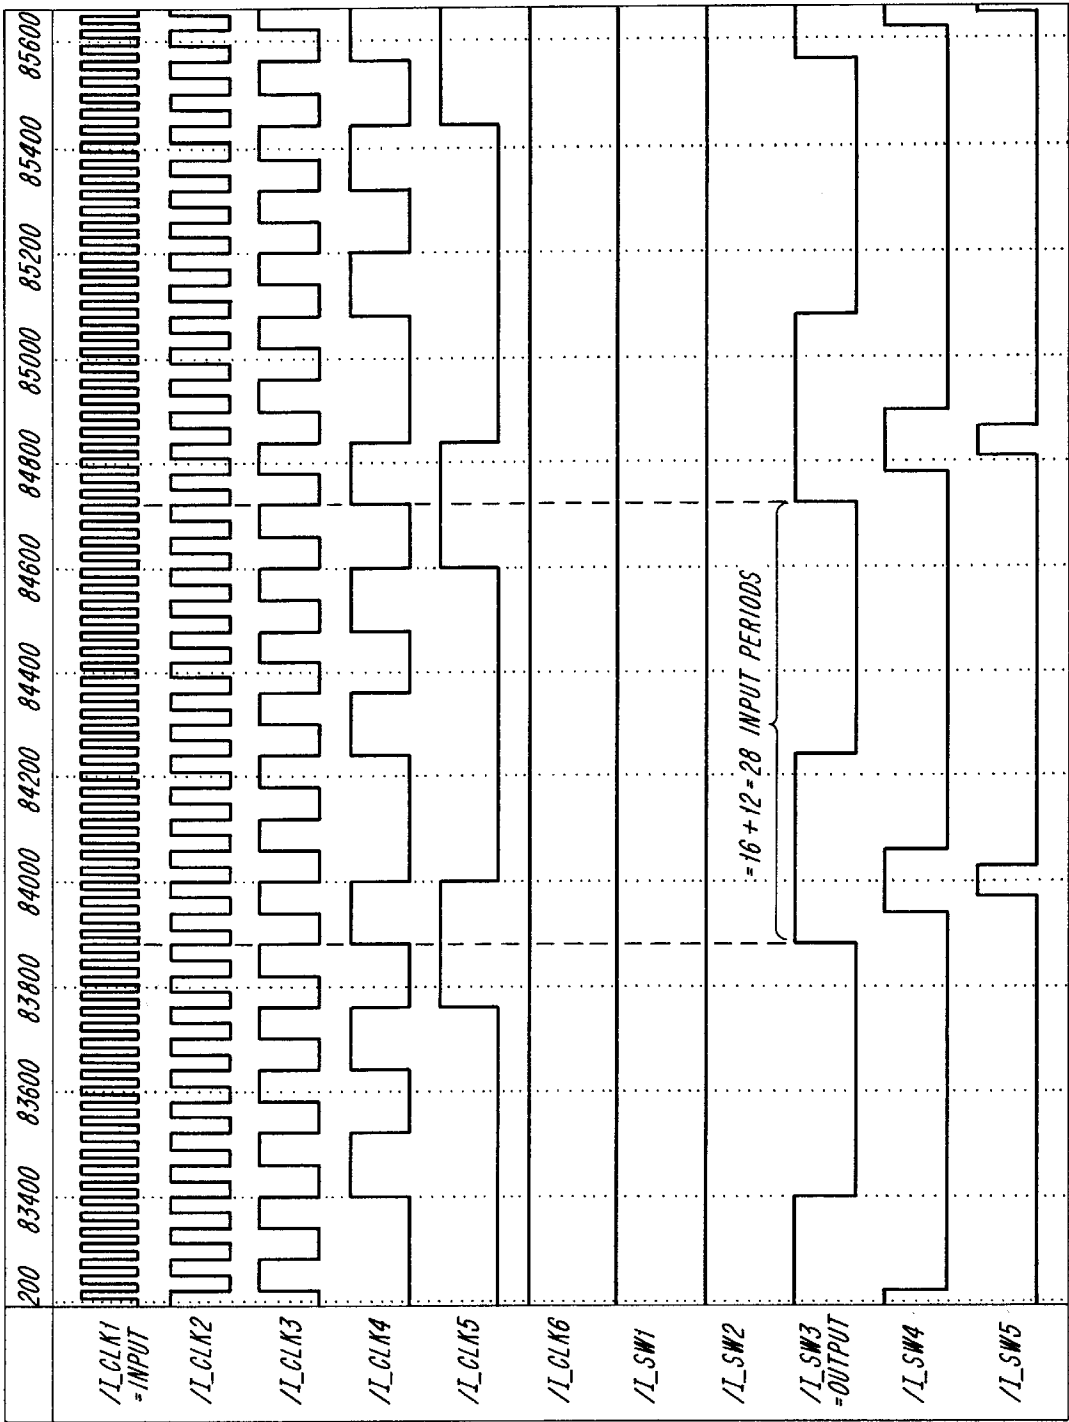 200 83400 83600 83800 84000 84200 84400 84600 84800 85000 85200 85400 85600
/I_CLK1
=INPUT
/I_CLK2
/I_CLK3
/I_CLK4
/I_CLK5
/I_CLK6
/I_SW1
/I_SW2
=16+12=28 INPUT PERIODS
/I_SW3
=OUTPUT
/I_SW4
/I_SW5